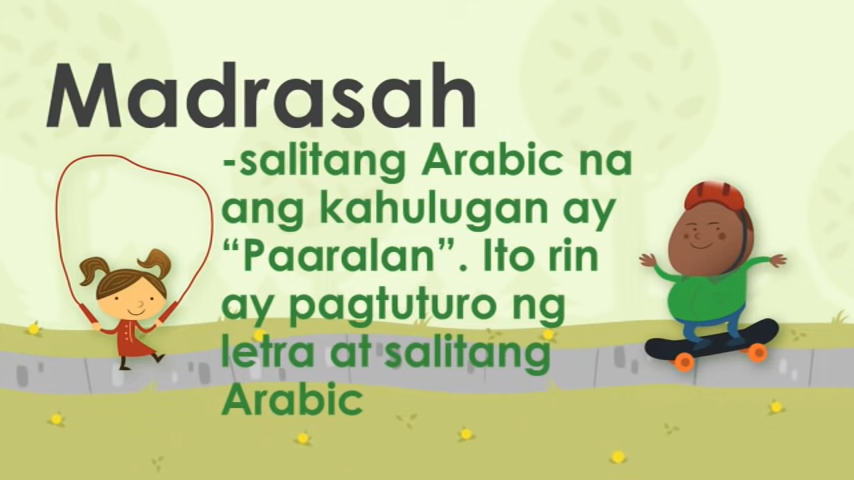 Madrasah
-salitang Arabic na
ang kahulugan ay
“Paaralan”. Ito rin
ay pagtuturo ng
letra at salitang
Arabic